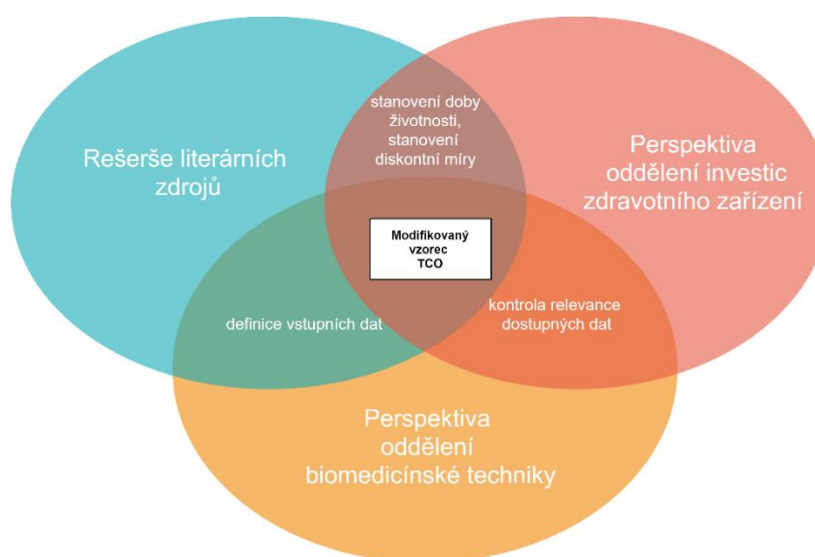 stanovení doby
životnosti,
stanovení
diskontní míry
Rešerše literárních
zdrojů
Perspektiva
oddělení investic
zdravotního zařízení
Modifikovaný
vzorec
TCO
definice vstupních dat
kontrola relevance
dostupných dat
Perspektiva
oddělení
biomedicínské techniky